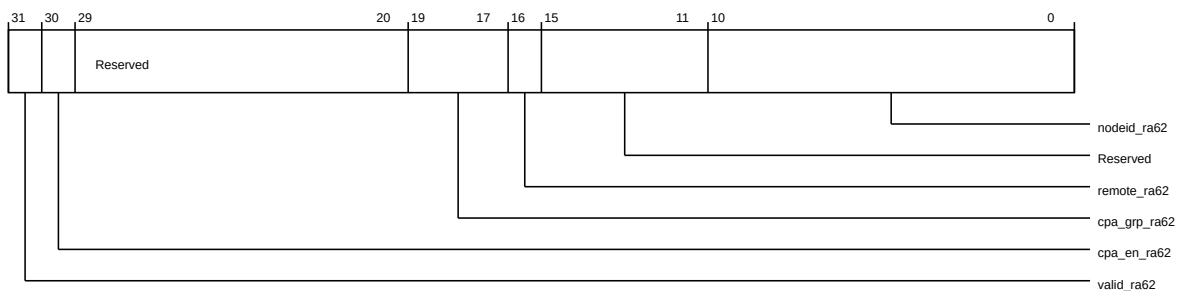 31 30 29 20 19 17 16 15 11 10 0
Reserved
nodeid_ra62
Reserved
remote_ra62
cpa_grp_ra62
cpa_en_ra62
valid_ra62